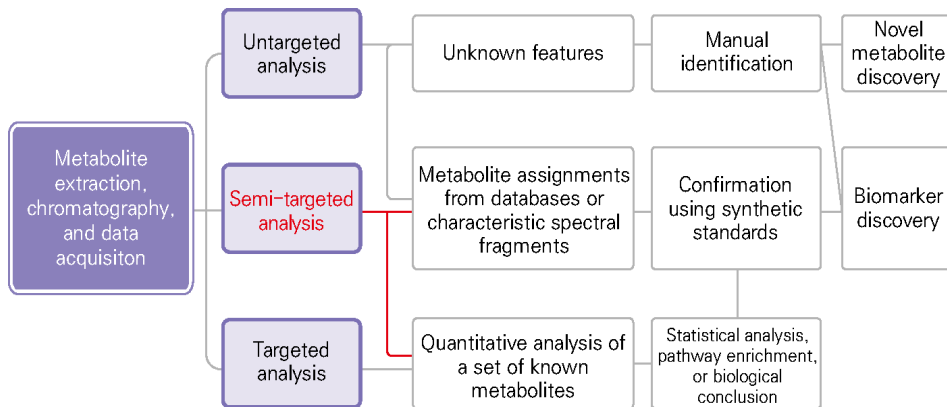 Untargeted
analysis
Unknown features
Manual
identification
Novel
metabolite
discovery
Metabolite
extraction,
chromatography,
and data
acquisiton
Semi-targeted
analysis
Metabolite assignments
from databases or
characteristic spectral
fragments
Confirmation
using synthetic
standards
Biomarker
discovery
Targeted
analysis
Quantitative analysis of
a set of known
metabolites
Statistical analysis,
pathway enrichment,
or biological
conclusion